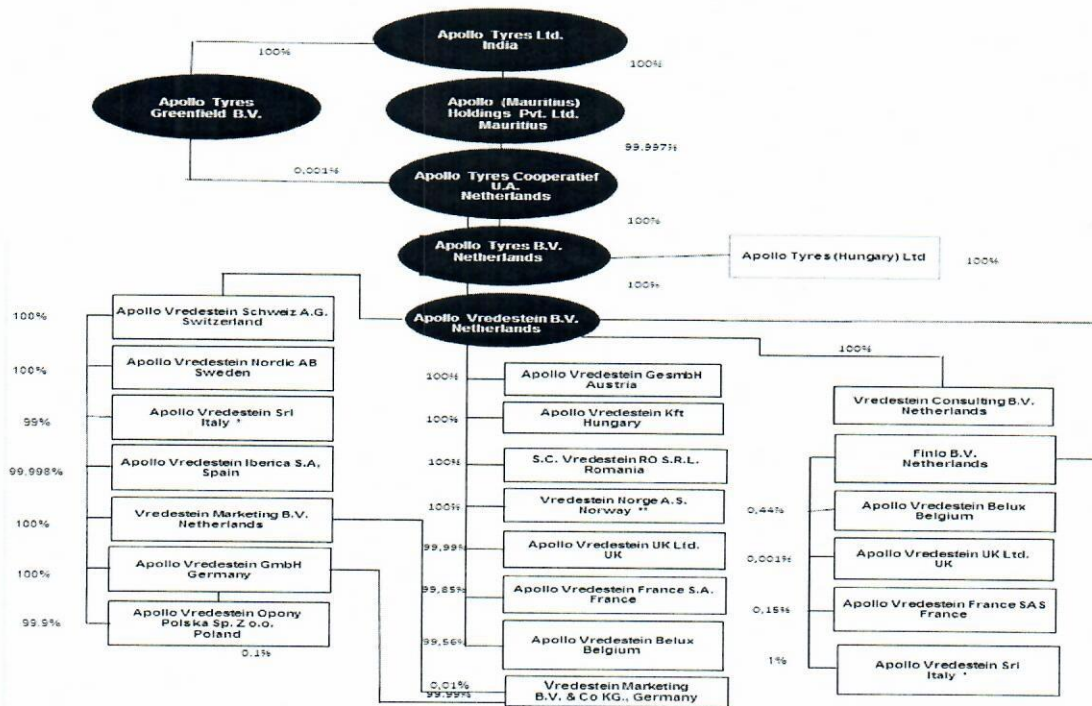 Apollo Tyres Ltd.
India
100%
100%
Apollo Tyres
Greenfield B.V.
Apollo (Mauritius)
Holdings Pvt. Ltd.
Mauritius
99.997%
0,001%
Apollo Tyres Cooperatief
U.A.
Netherlands
100%
Apollo Tyres B.V.
Netherlands
Apollo Tyres (Hungary) Ltd
100%
100%
Apollo Vredestein B.V.
Netherlands
100%
100%
Apollo Vredestein Schweiz A.G.
Switzerland
100%
Apollo Vredestein Nordic AB
Sweden
99%
Apollo Vredestein Srl
Italy *
99.998%
Apollo Vredestein Iberica S.A,
Spain
100%
Vredestein Marketing B.V.
Netherlands
100%
Apollo Vredestein GmbH
Germany
99.9%
Apollo Vredestein Opony
Polska Sp. Z o.o.
Poland
0.1%
100%
Apollo Vredestein GesmbH
Austria
100%
Apollo Vredestein Kft
Hungary
100%
S.C. Vredestein RO S.R.L.
Romania
100%
Vredestein Norge A.S.
Norway **
99,99%
Apollo Vredestein UK Ltd.
UK
99,85%
Apollo Vredestein France S.A.
France
99,56%
Apollo Vredestein Belux
Belgium
0,01%
99.99%
Vredestein Marketing
B.V. & Co KG., Germany
Vredestein Consulting B.V.
Netherlands
Finlo B.V.
Netherlands
0,44%
Apollo Vredestein Belux
Belgium
0,001%
Apollo Vredestein UK Ltd.
UK
0,15%
Apollo Vredestein France SAS
France
1%
Apollo Vredestein Srl
Italy *